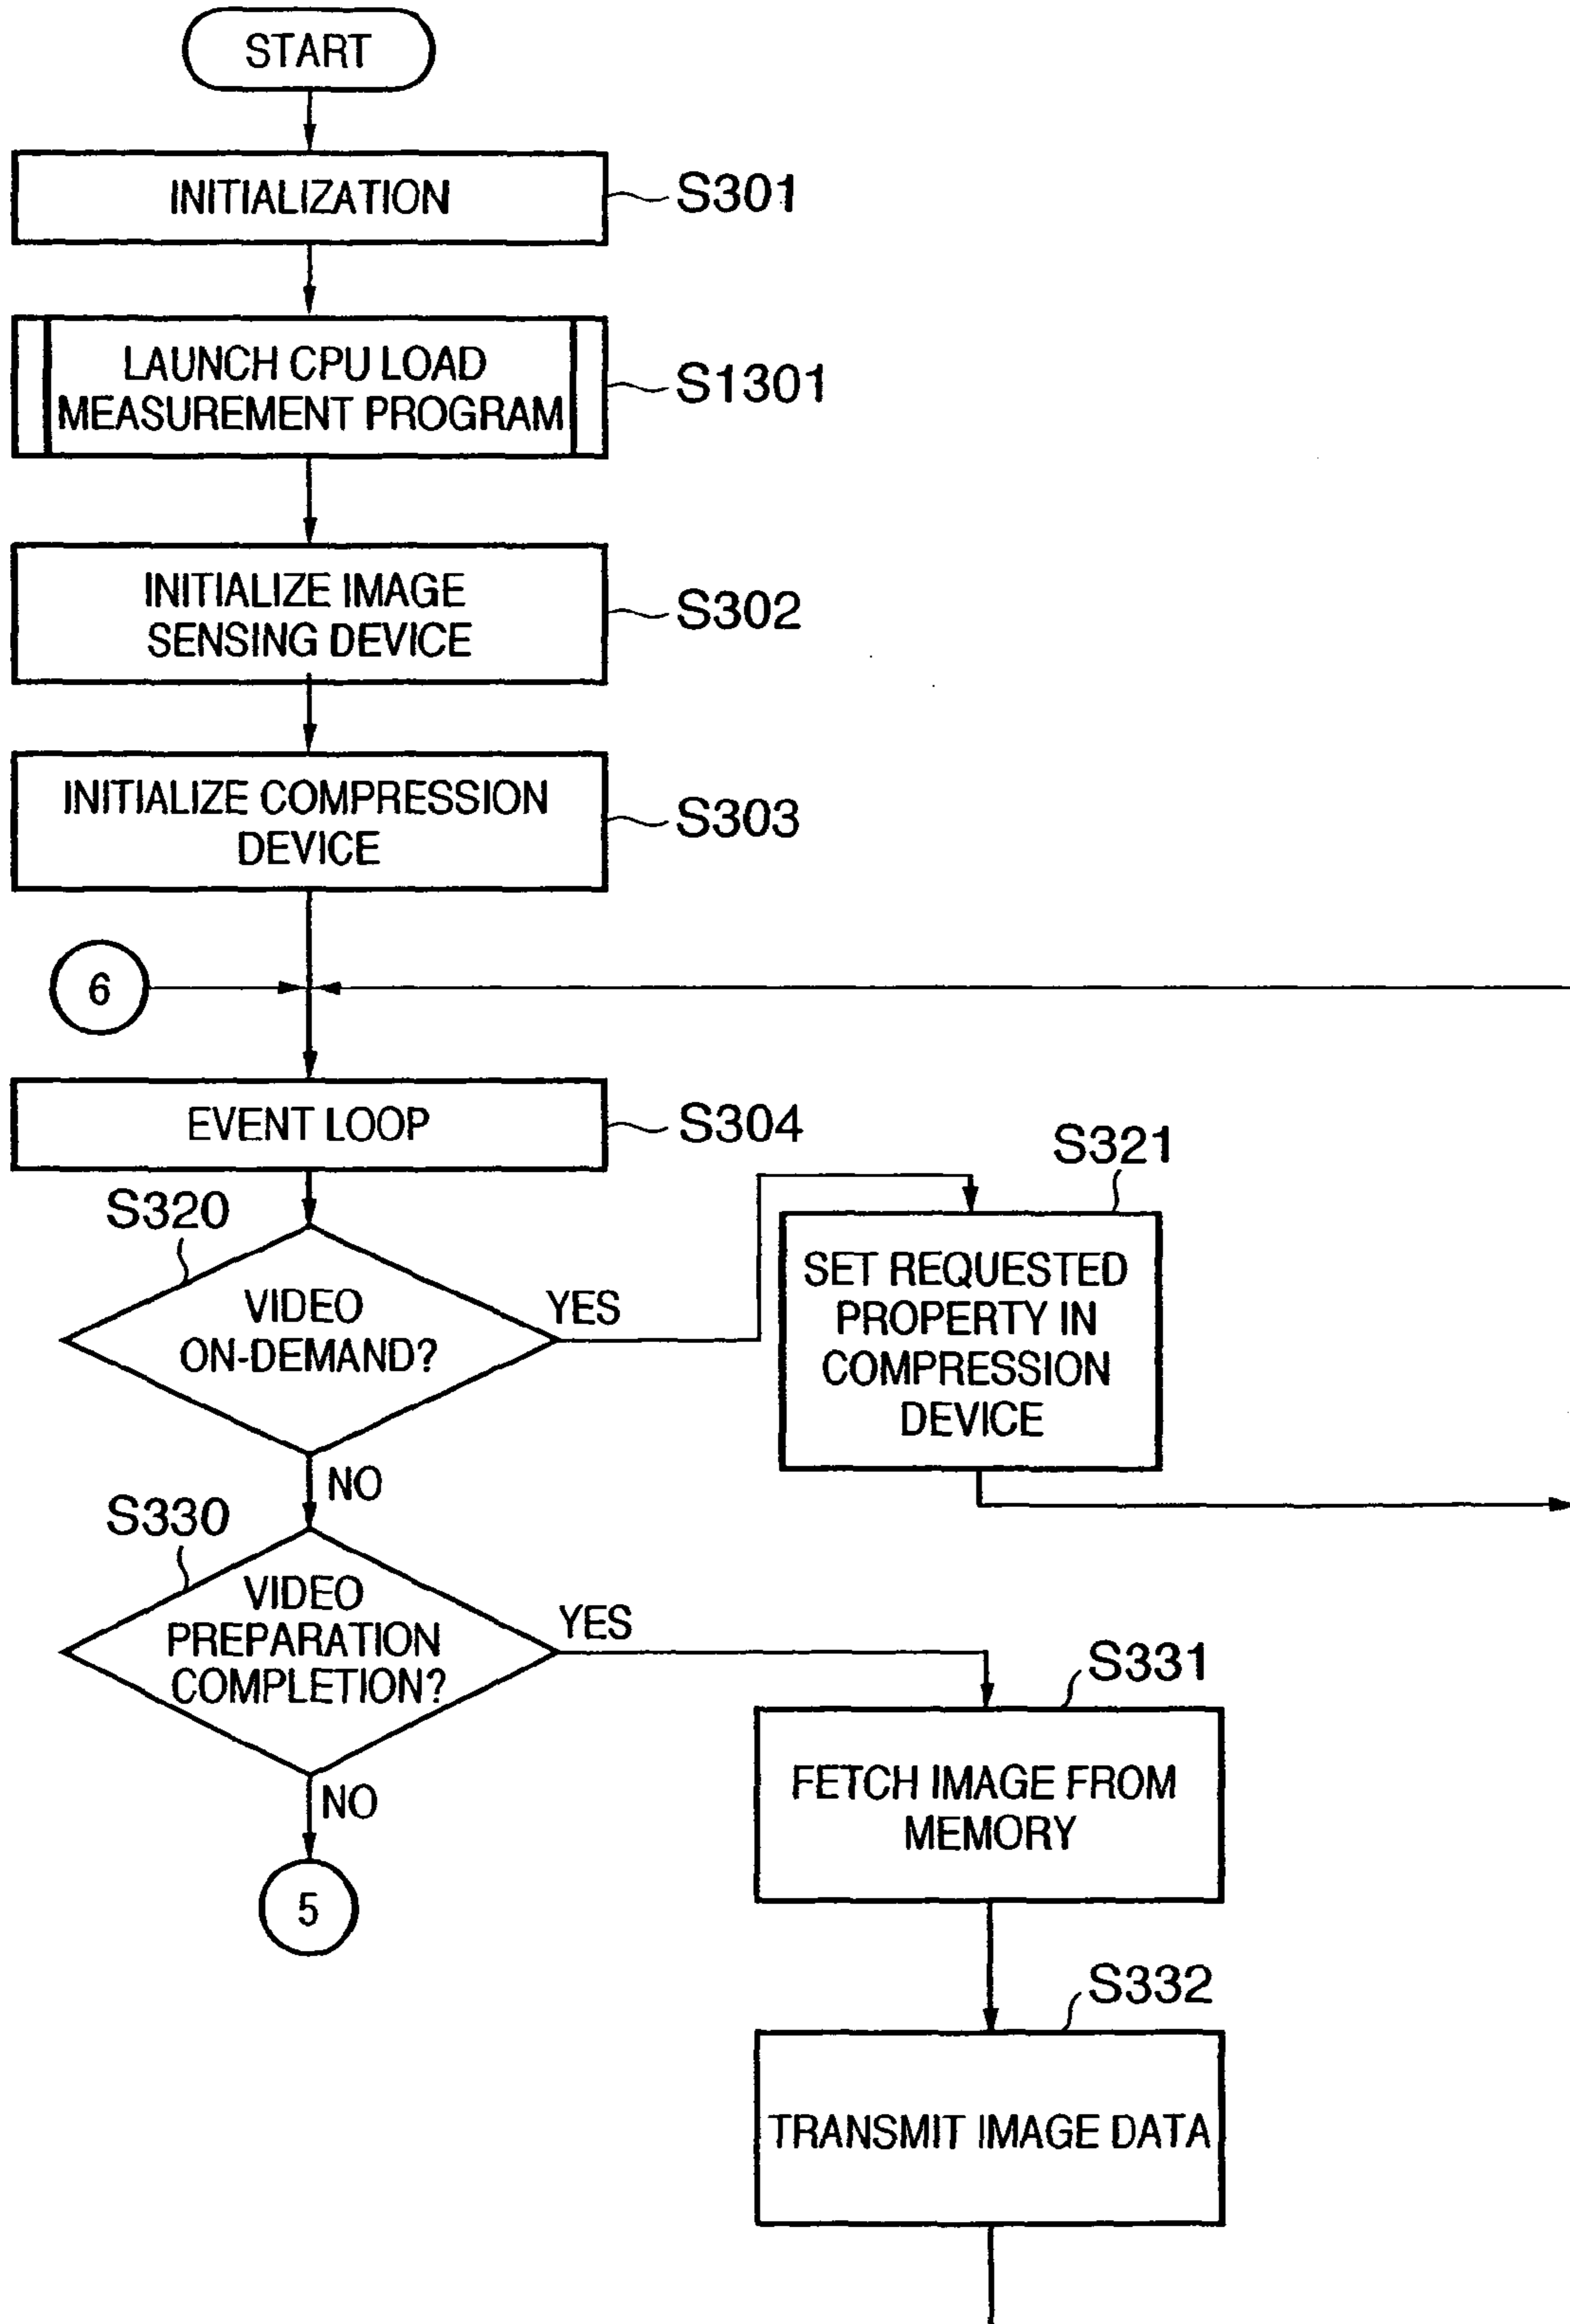 START
INITIALIZATION
S301
LAUNCH CPU LOAD
MEASUREMENT PROGRAM
S1301
INITIALIZE IMAGE
SENSING DEVICE
S302
INITIALIZE COMPRESSION
DEVICE
S303
6
EVENT LOOP
S304
S320
VIDEO
ON-DEMAND?
YES
S321
SET REQUESTED
PROPERTY IN
COMPRESSION
DEVICE
NO
S330
VIDEO
PREPARATION
COMPLETION?
YES
S331
FETCH IMAGE FROM
MEMORY
NO
5
S332
TRANSMIT IMAGE DATA